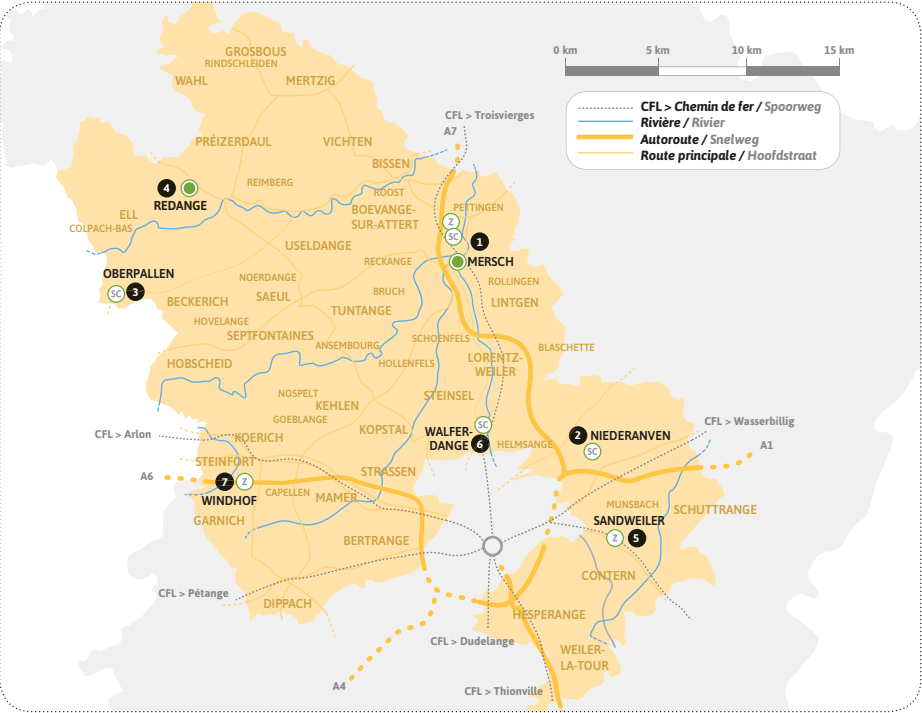 0 km 5 km 10 km 15 km
CFL > Chemin de fer / Spoorweg
Rivière / Rivier
Autoroute / Snelweg
Route principale / Hoofdstraat
GROSBOUS
RINDSCHLEIDEN
WAHL
MERTZIG
CFL > Troisvierges
A7
PRÉIZERDAUL
VICHTEN
BISSEN
REIMBERG
4
REDANGE
ROOST
PETTINGEN
BOEVANGE-
SUR-ATTERT
ELL
COLPACH-BAS
Z
SC
1
USELDANGE
RECKANGE
MERSCH
OBERPALLEN
SC
3
NOERDANGE
ROLLINGEN
BECKERICH
SAEUL
BRUCH
LINTGEN
TUNTANGE
HOVELANGE
SEPTFONTAINES
ANSEMBOURG
SCHOENFELS
BLASCHETTE
HOBSCHEID
HOLLENFELS
LORENTZ-
WEILER
NOSPELT
KEHLEN
STEINSEL
GOEBLANGE
CFL > Arlon
KOERICH
KOPSTAL
SC
WALFER-
DANGE
6
HELMSANGE
2
NIEDERANVEN
SC
CFL > Wasserbillig
A1
STEINFORT
STRASSEN
A6
7
Z
WINDHOF
CAPELLEN
MAMER
GARNICH
MUNSBACH
SCHUTTRANGE
SANDWEILER
Z
5
BERTRANGE
CONTERN
CFL > Pétange
DIPPACH
HESPERANGE
CFL > Dudelange
WEILER-
LA-TOUR
A4
CFL > Thionville